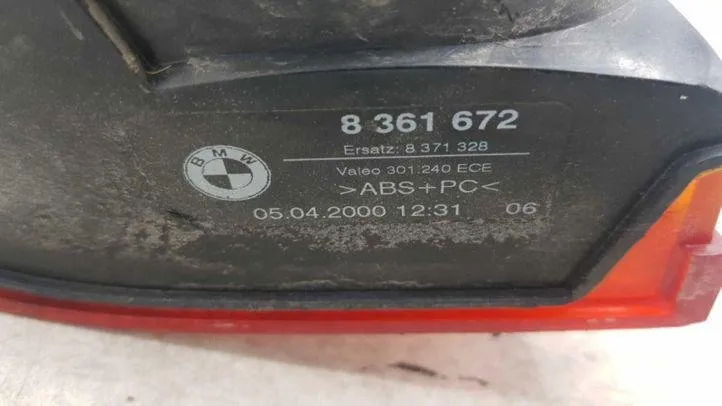 8 361 672
Ersatz: 8 371 328
BMW
Valeo 301.240 ECE
>ABS+PC<
05.04.2000 12:31 06